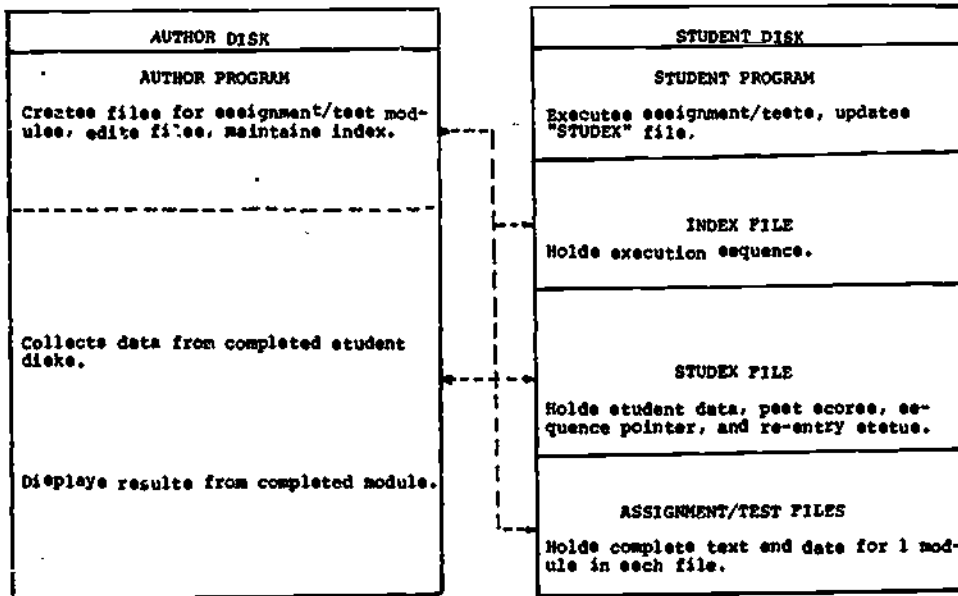 AUTHOR DISK
AUTHOR PROGRAM
Creates files for assignment/test mod-
ules, edits files, maintains index.
Collects data from completed student
disks.
Displays results from completed module.
STUDENT DISK
STUDENT PROGRAM
Executes assignment/tests, updates
"STUDEX" file.
INDEX FILE
Holds execution sequence.
STUDEX FILE
Holds student data, past scores, se-
quence pointer, and re-entry status.
ASSIGNMENT/TEST FILES
Holds complete text and data for 1 mod-
ule in each file.